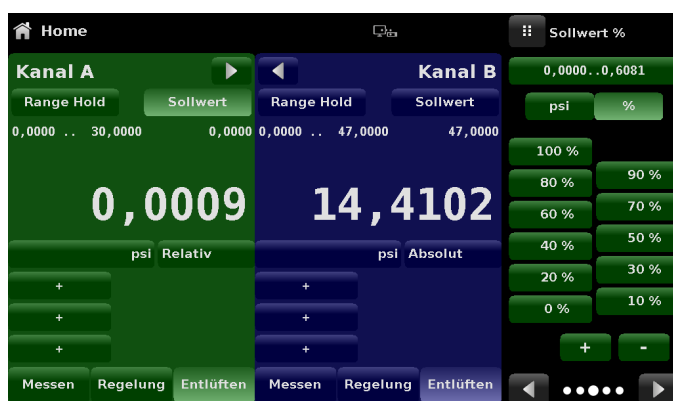 Home
Sollwert %
Kanal A
Kanal B
0,0000..0,6081
Range Hold Sollwert
Range Hold Sollwert
psi %
0,0000 .. 30,0000 0,0000
0,0000 .. 47,0000 47,0000
0,0009
14,4102
psi Relativ
psi Absolut
+
+
+
+
+
+
Messen Regelung Entlüften
Messen Regelung Entlüften
100 %
90 %
80 %
70 %
60 %
50 %
40 %
30 %
20 %
10 %
0 %
+ -